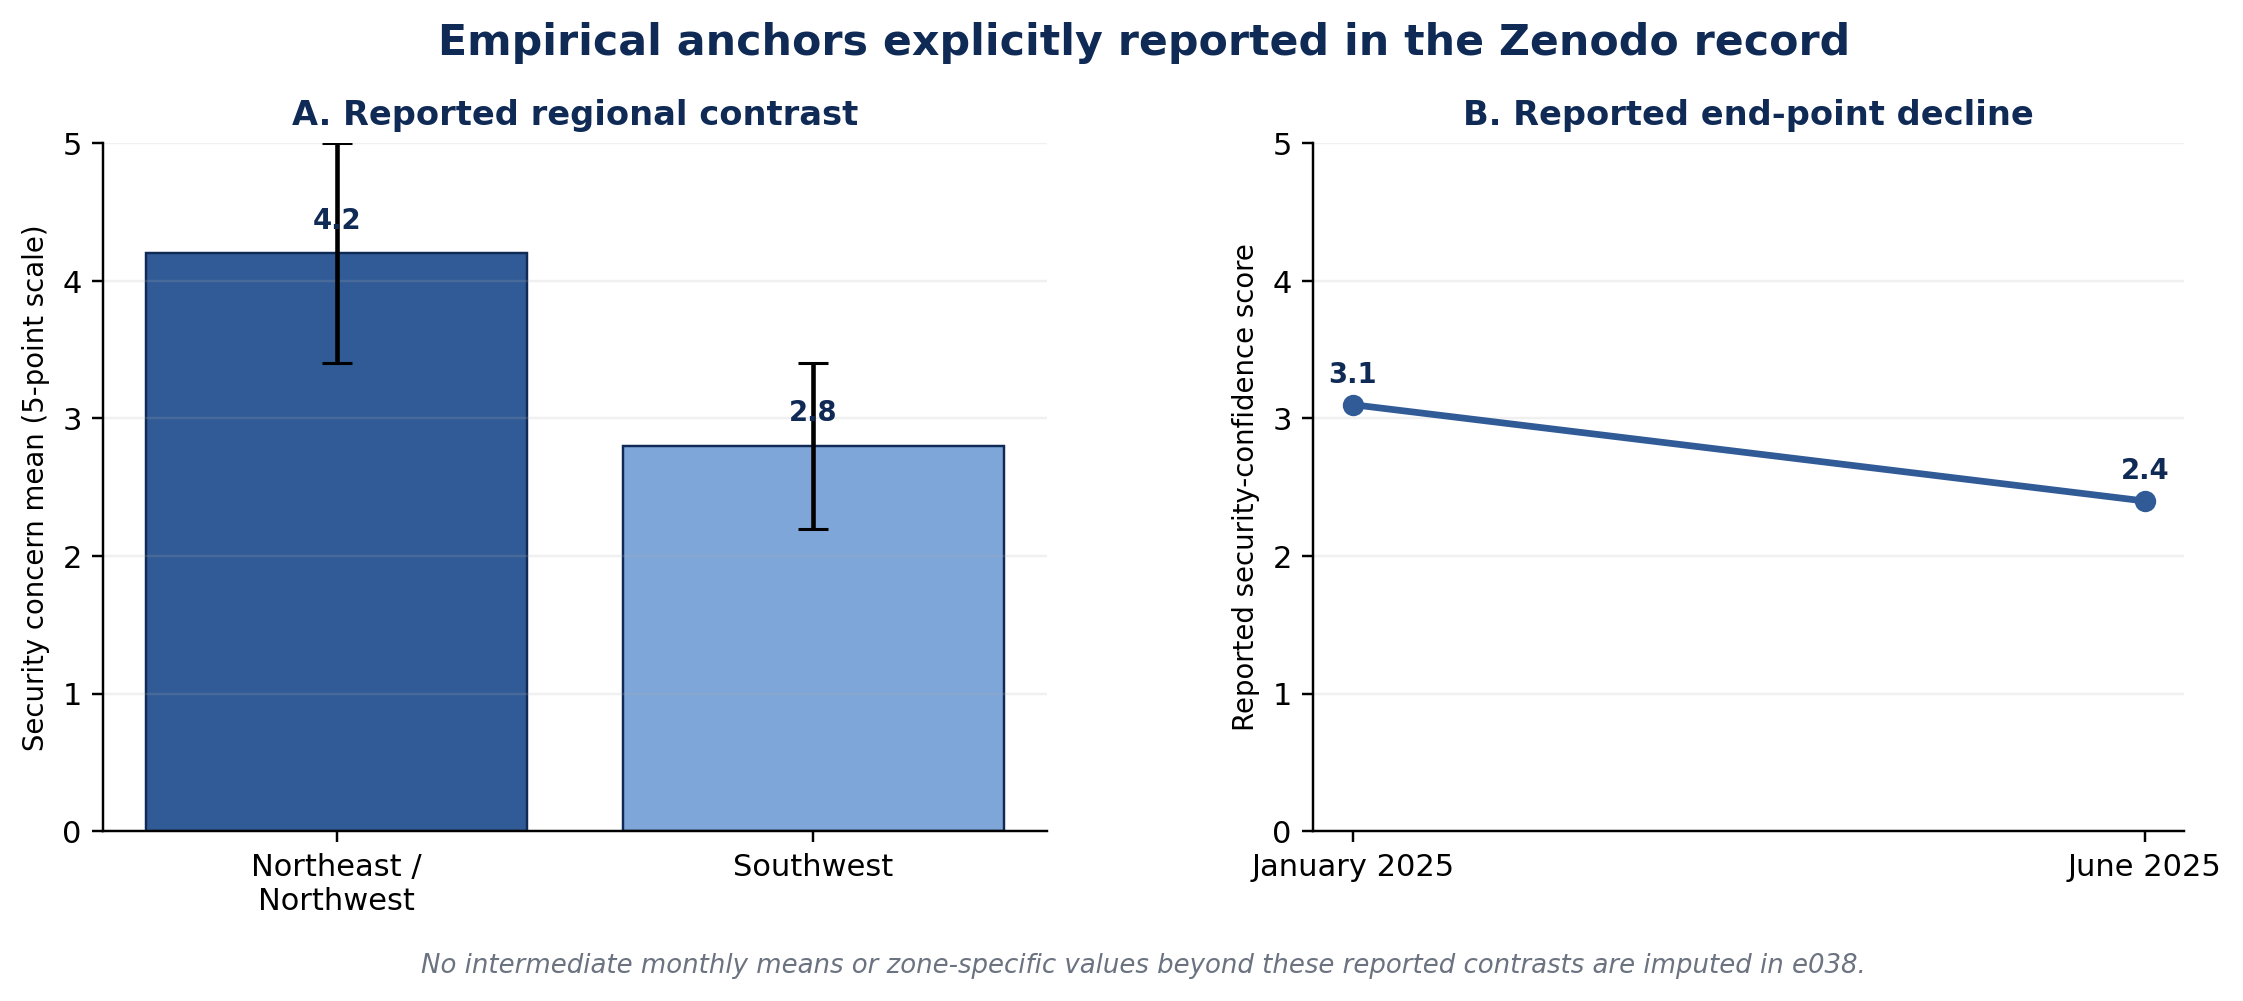 Empirical anchors explicitly reported in the Zenodo record
A. Reported regional contrast
Security concern mean (5-point scale)
5
4
3
2
1
0
4.2
2.8
Northeast /
Northwest
Southwest
B. Reported end-point decline
Reported security-confidence score
5
4
3
2
1
0
3.1
2.4
January 2025
June 2025
No intermediate monthly means or zone-specific values beyond these reported contrasts are imputed in e038.